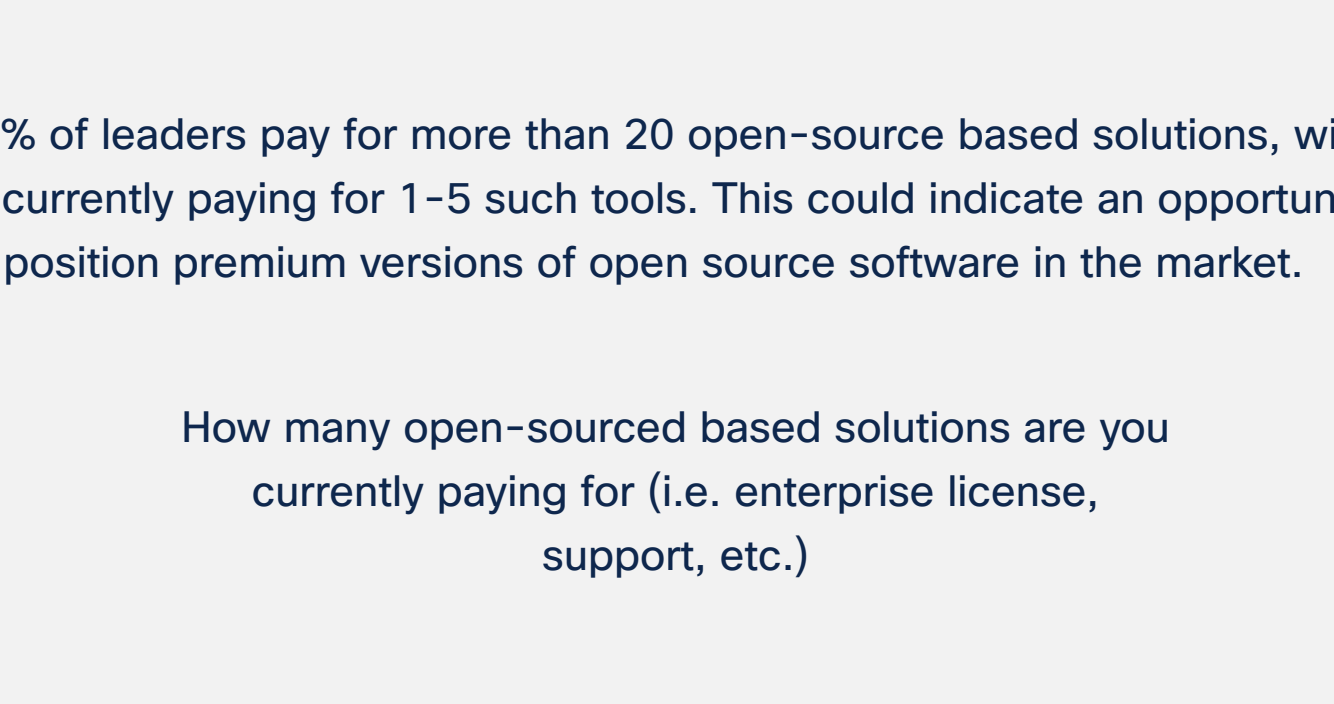 % of leaders pay for more than 20 open-source based solutions,
currently paying for 1-5 such tools. This could indicate an
position premium versions of open source software in the market.
How many open-sourced based solutions are you
currently paying for (i.e. enterprise license,
support, etc.)